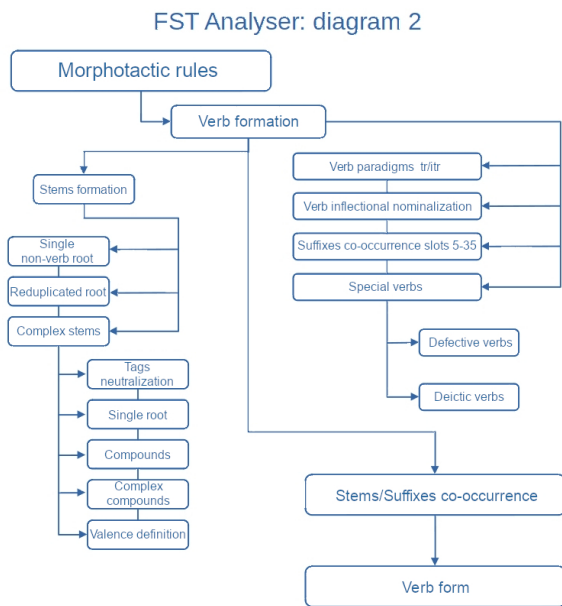 FST Analyser: diagram 2
Morphotactic rules
Verb formation
Stems formation
Single
non-verb root
Reduplicated root
Complex stems
Tags
neutralization
Single root
Compounds
Complex
compounds
Valence definition
Verb paradigms tr/itr
Verb inflectional nominalization
Suffixes co-occurrence slots 5-35
Special verbs
Defective verbs
Deictic verbs
Stems/Suffixes co-occurrence
Verb form